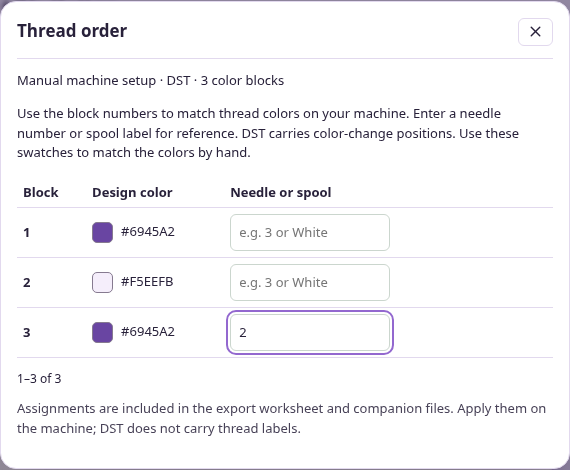 Thread order
Manual machine setup · DST · 3 color blocks
Use the block numbers to match thread colors on your machine. Enter a needle
number or spool label for reference. DST carries color-change positions. Use these
swatches to match the colors by hand.
Block Design color Needle or spool
1 #6945A2 e.g. 3 or White
2 #F5EEFB e.g. 3 or White
3 #6945A2 2
1–3 of 3
Assignments are included in the export worksheet and companion files. Apply them on
the machine; DST does not carry thread labels.